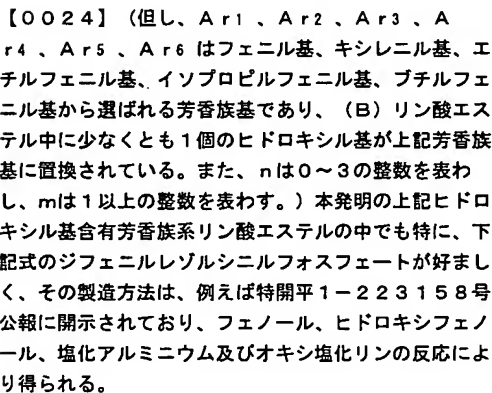 【００２４】（但し、Ａｒ1 、Ａｒ2 、Ａｒ3 、Ａ
ｒ4 、Ａｒ5 、Ａｒ6 はフェニル基、キシレニル基、エ
チルフェニル基、イソプロピルフェニル基、ブチルフェ
ニル基から選ばれる芳香族基であり、（Ｂ）リン酸エス
テル中に少なくとも１個のヒドロキシル基が上記芳香族
基に置換されている。また、ｎは０～３の整数を表わ
し、ｍは１以上の整数を表わす。）本発明の上記ヒドロ
キシル基含有芳香族系リン酸エステルの中でも特に、下
記式のジフェニルレゾルシニルフォスフェートが好まし
く、その製造方法は、例えば特開平１－２２３１５８号
公報に開示されており、フェノール、ヒドロキシフェノ
ール、塩化アルミニウム及びオキシ塩化リンの反応によ
り得られる。